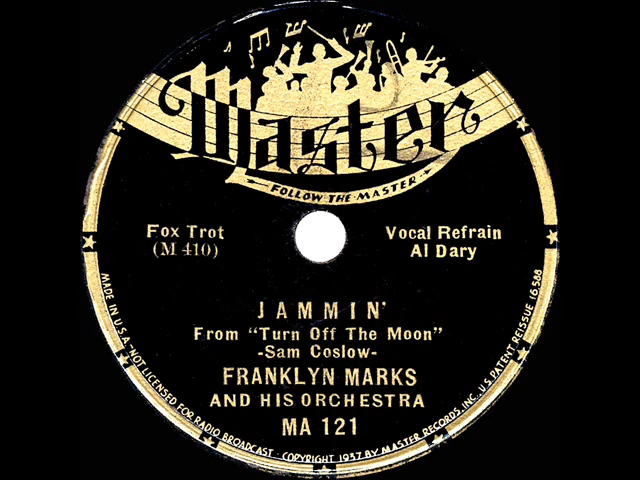 Master
FOLLOW THE MASTER
Fox Trot
(M 410)
Vocal Refrain
Al Dary
JAMMIN'
From "Turn Off The Moon"
-Sam Coslow-
FRANKLYN MARKS
AND HIS ORCHESTRA
MA 121
MADE IN U.S.A.-NOT LICENSED FOR RADIO BROADCAST · COPYRIGHT 1937 BY MASTER RECORDS, INC., U.S. PATENT REISSUE 16588